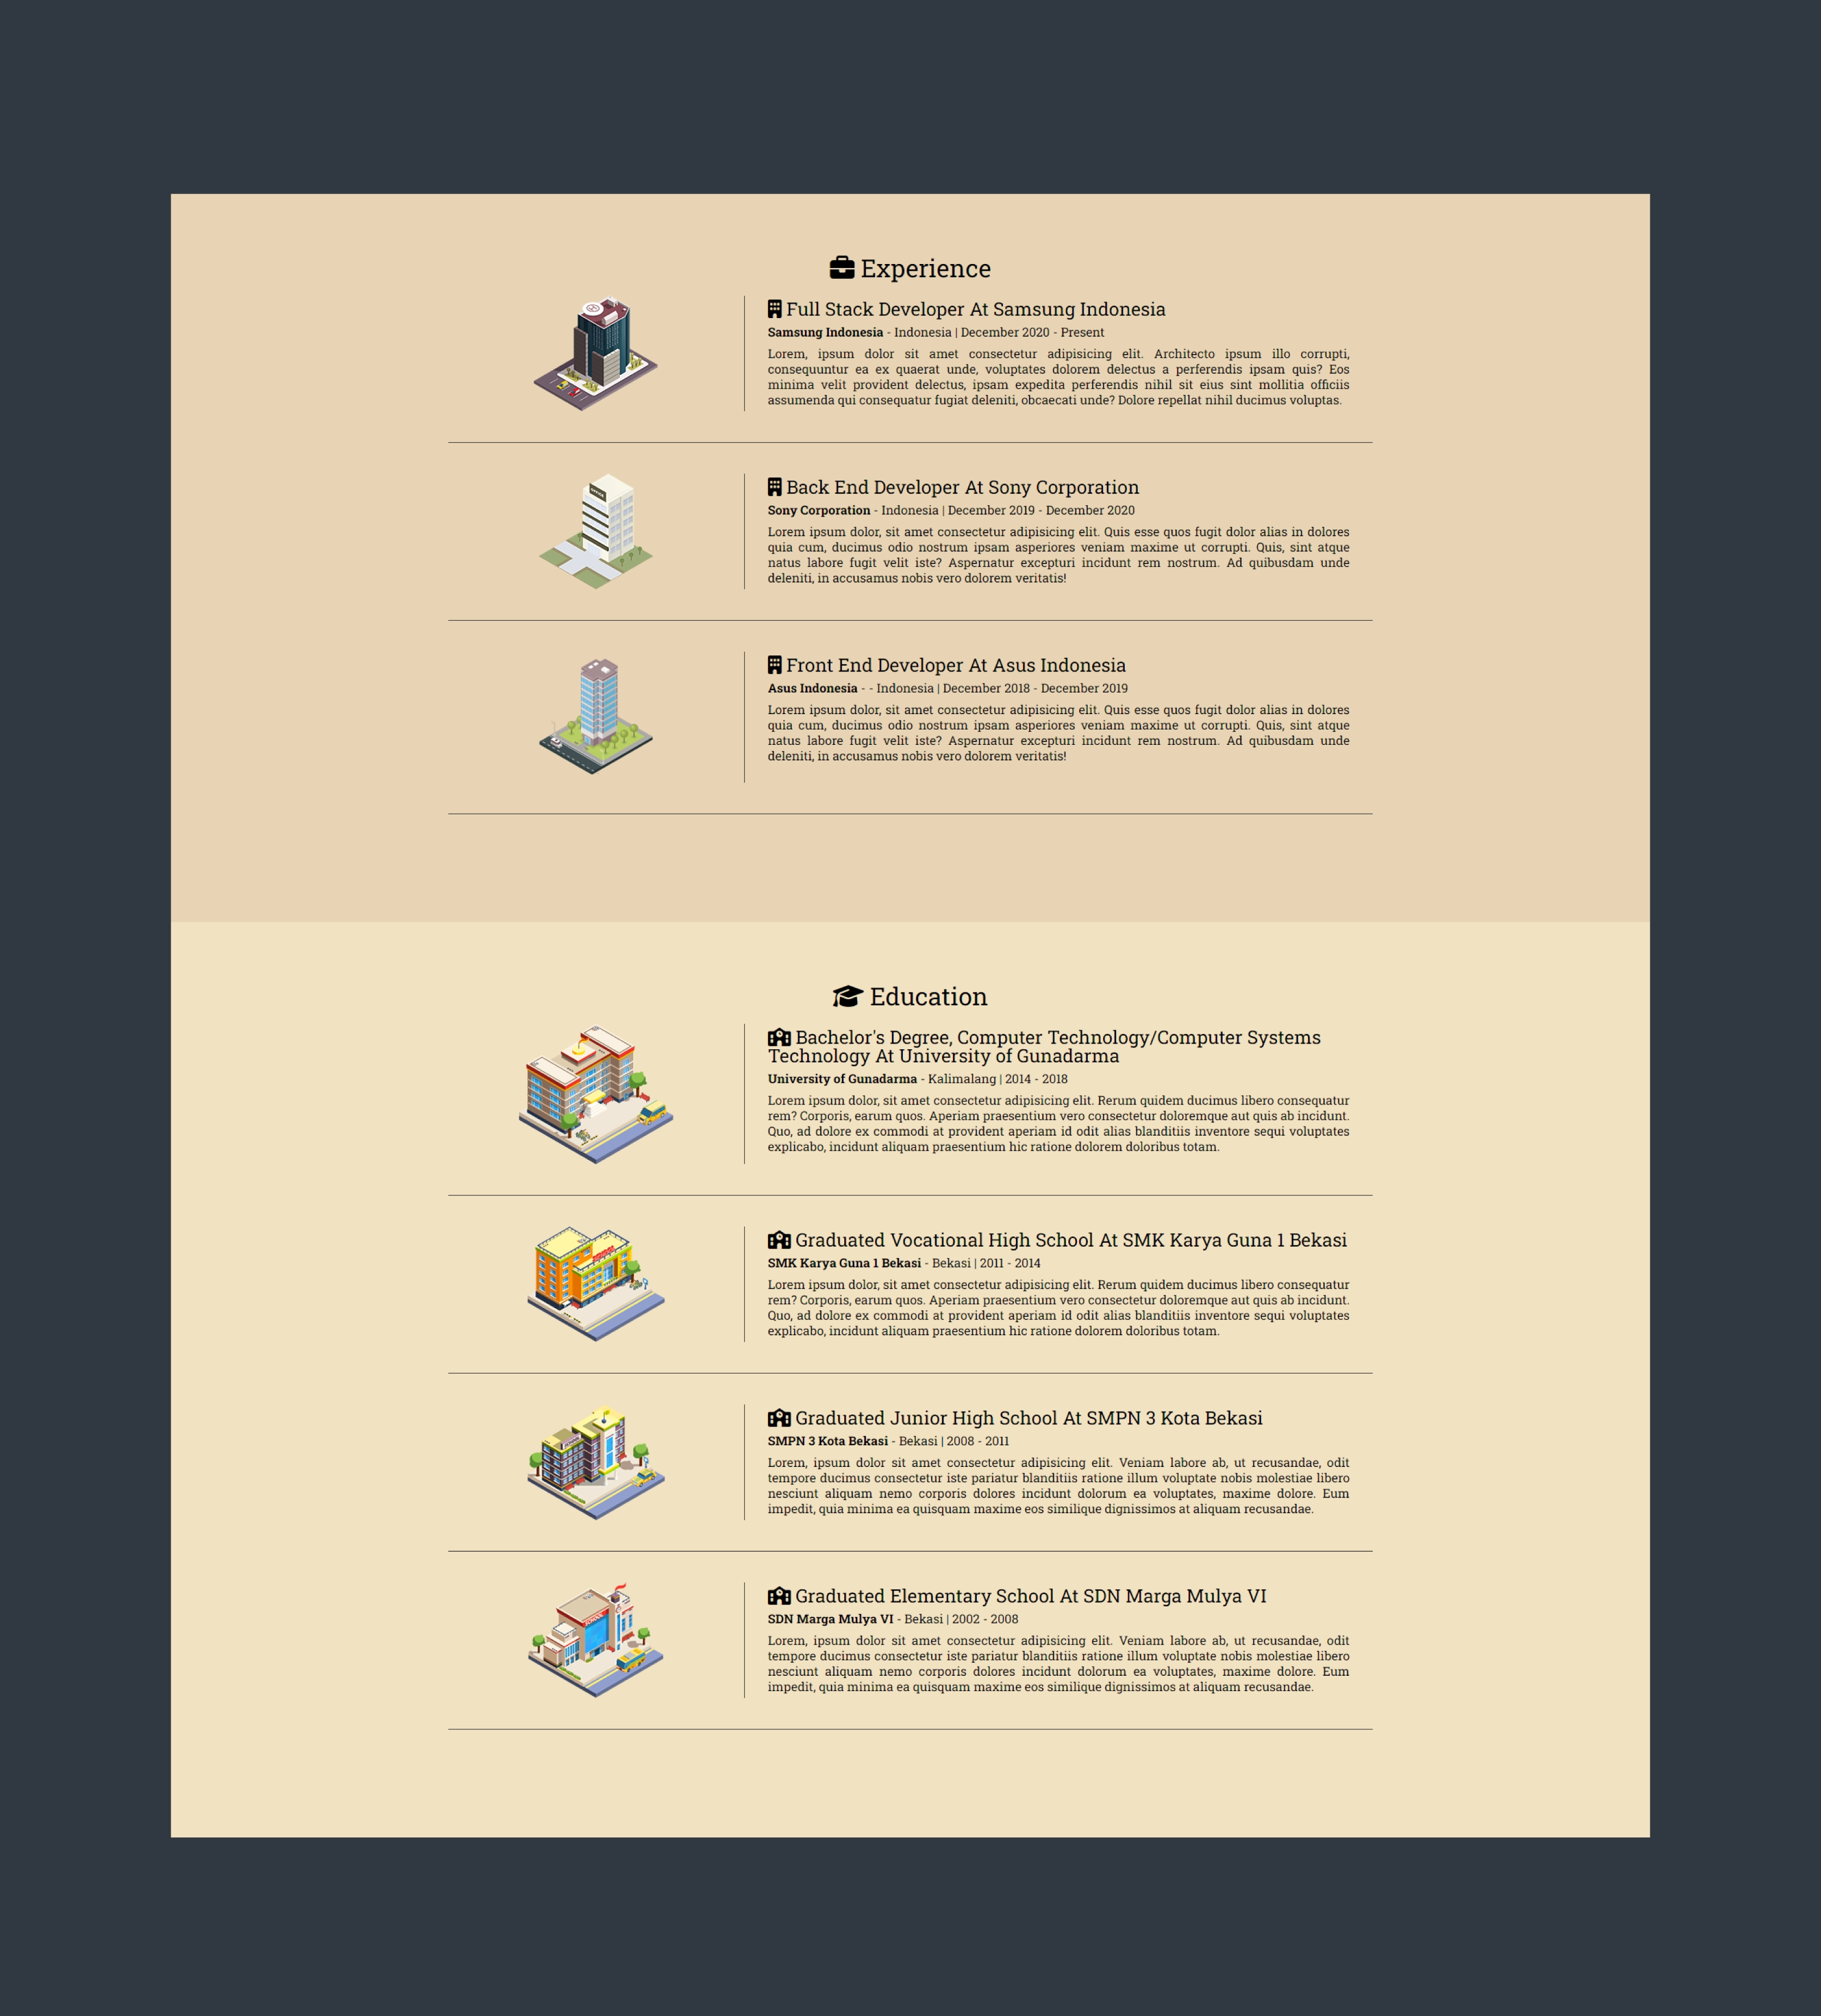 Experience
Full Stack Developer At Samsung Indonesia
Samsung Indonesia - Indonesia | December 2020 - Present
Lorem, ipsum dolor sit amet consectetur adipisicing elit. Architecto ipsum illo corrupti,
consequuntur ea ex quaerat unde, voluptates dolorem delectus a perferendis ipsam quis? Eos
minima velit provident delectus, ipsam expedita perferendis nihil sit eius sint mollitia officiis
assumenda qui consequatur fugiat deleniti, obcaecati unde? Dolore repellat nihil ducimus voluptas.
Back End Developer At Sony Corporation
Sony Corporation - Indonesia | December 2019 - December 2020
Lorem ipsum dolor, sit amet consectetur adipisicing elit. Quis esse quos fugit dolor alias in dolores
quia cum, ducimus odio nostrum ipsam asperiores veniam maxime ut corrupti. Quis, sint atque
natus labore fugit velit iste? Aspernatur excepturi incidunt rem nostrum. Ad quibusdam unde
deleniti, in accusamus nobis vero dolorem veritatis!
Front End Developer At Asus Indonesia
Asus Indonesia - - Indonesia | December 2018 - December 2019
Lorem ipsum dolor, sit amet consectetur adipisicing elit. Quis esse quos fugit dolor alias in dolores
quia cum, ducimus odio nostrum ipsam asperiores veniam maxime ut corrupti. Quis, sint atque
natus labore fugit velit iste? Aspernatur excepturi incidunt rem nostrum. Ad quibusdam unde
deleniti, in accusamus nobis vero dolorem veritatis!
Education
Bachelor's Degree, Computer Technology/Computer Systems
Technology At University of Gunadarma
University of Gunadarma - Kalimalang | 2014 - 2018
Lorem ipsum dolor, sit amet consectetur adipisicing elit. Rerum quidem ducimus libero consequatur
rem? Corporis, earum quos. Aperiam praesentium vero consectetur doloremque aut quis ab incidunt.
Quo, ad dolore ex commodi at provident aperiam id odit alias blanditiis inventore sequi voluptates
explicabo, incidunt aliquam praesentium hic ratione dolorem doloribus totam.
Graduated Vocational High School At SMK Karya Guna 1 Bekasi
SMK Karya Guna 1 Bekasi - Bekasi | 2011 - 2014
Lorem ipsum dolor, sit amet consectetur adipisicing elit. Rerum quidem ducimus libero consequatur
rem? Corporis, earum quos. Aperiam praesentium vero consectetur doloremque aut quis ab incidunt.
Quo, ad dolore ex commodi at provident aperiam id odit alias blanditiis inventore sequi voluptates
explicabo, incidunt aliquam praesentium hic ratione dolorem doloribus totam.
Graduated Junior High School At SMPN 3 Kota Bekasi
SMPN 3 Kota Bekasi - Bekasi | 2008 - 2011
Lorem, ipsum dolor sit amet consectetur adipisicing elit. Veniam labore ab, ut recusandae, odit
tempore ducimus consectetur iste pariatur blanditiis ratione illum voluptate nobis molestiae libero
nesciunt aliquam nemo corporis dolores incidunt dolorum ea voluptates, maxime dolore. Eum
impedit, quia minima ea quisquam maxime eos similique dignissimos at aliquam recusandae.
Graduated Elementary School At SDN Marga Mulya VI
SDN Marga Mulya VI - Bekasi | 2002 - 2008
Lorem, ipsum dolor sit amet consectetur adipisicing elit. Veniam labore ab, ut recusandae, odit
tempore ducimus consectetur iste pariatur blanditiis ratione illum voluptate nobis molestiae libero
nesciunt aliquam nemo corporis dolores incidunt dolorum ea voluptates, maxime dolore. Eum
impedit, quia minima ea quisquam maxime eos similique dignissimos at aliquam recusandae.